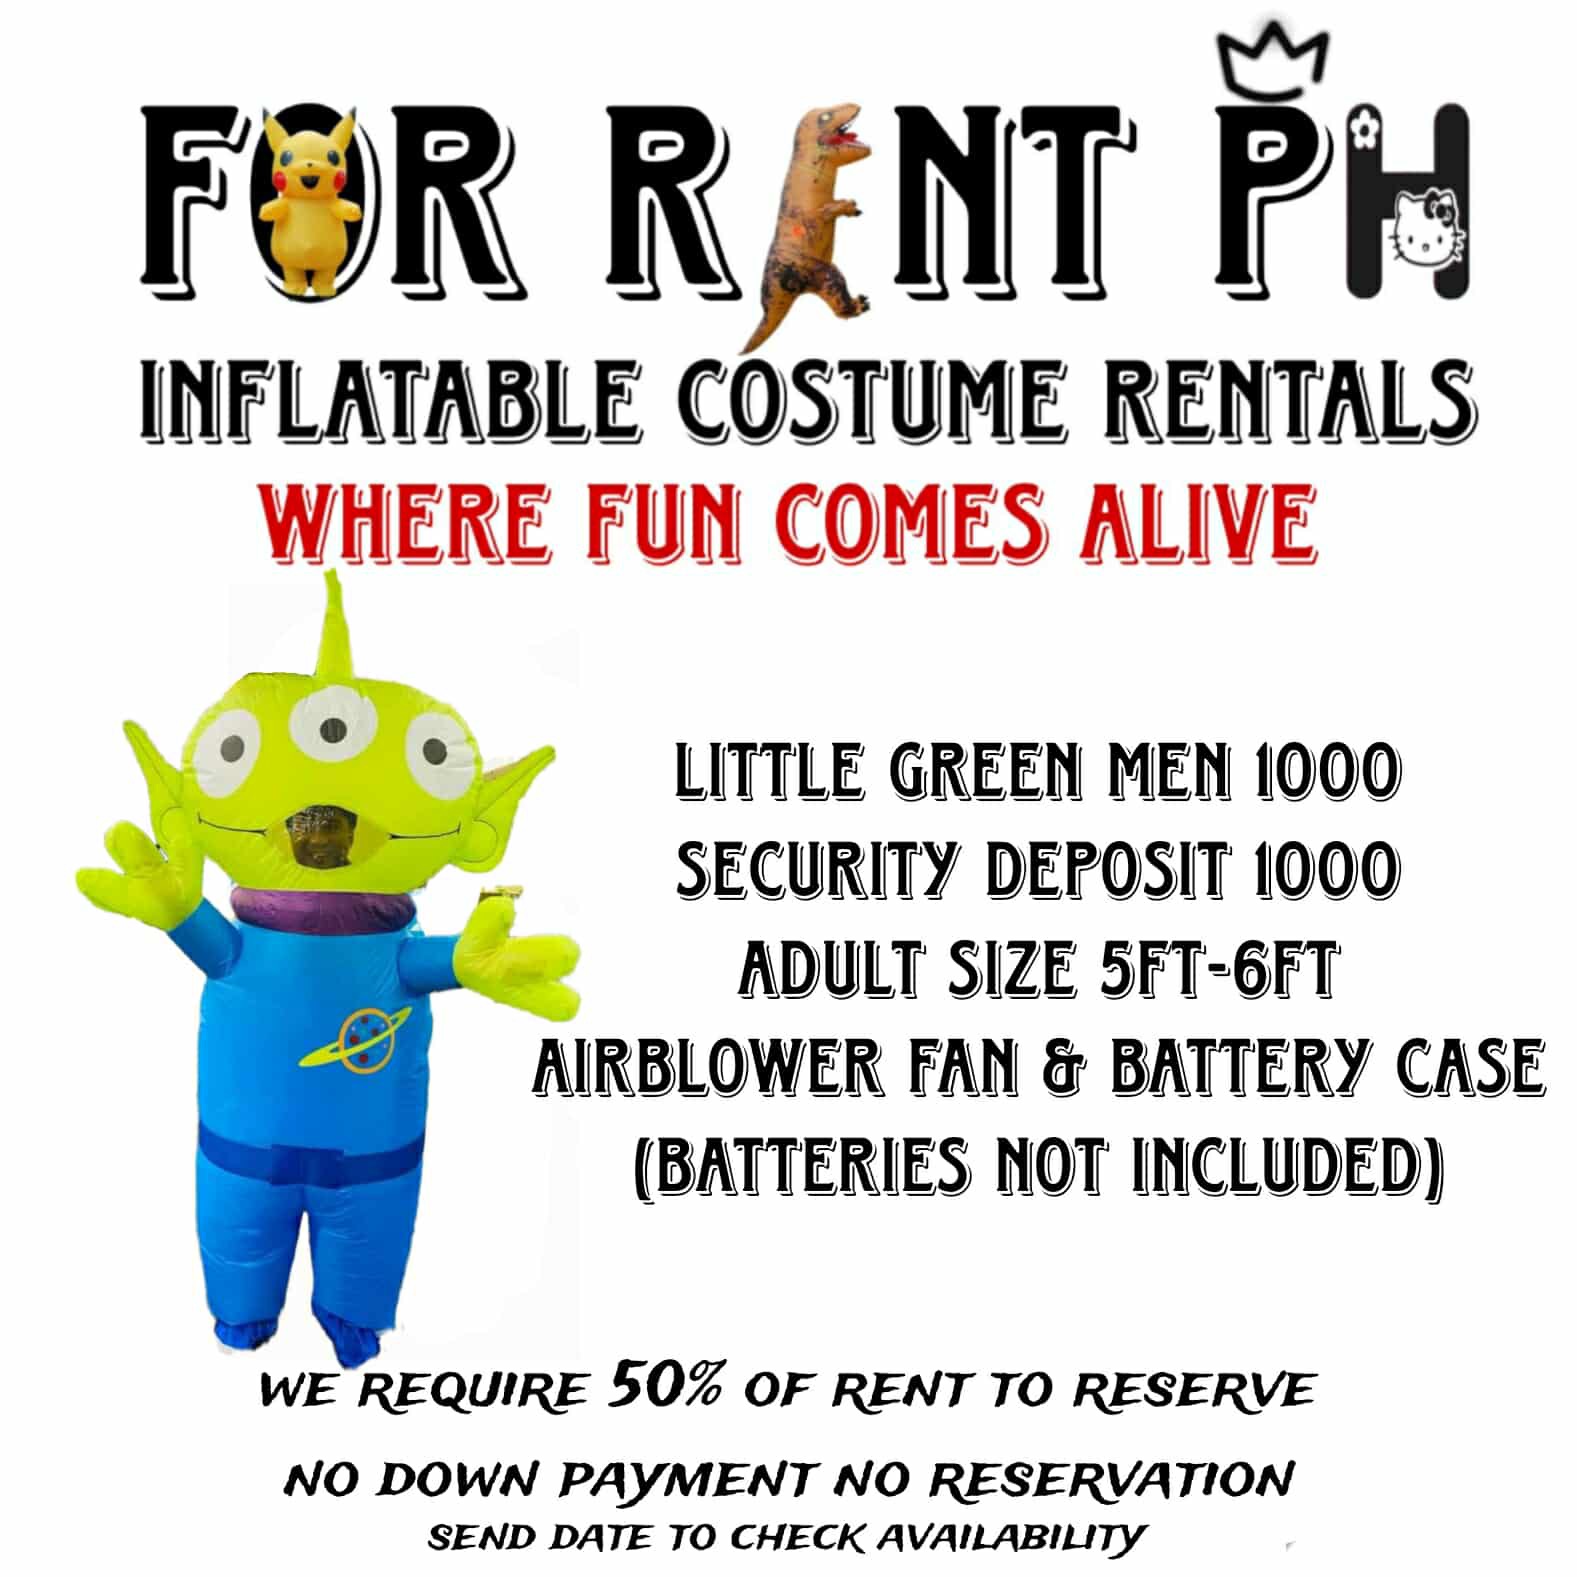 FOR RENT PH
INFLATABLE COSTUME RENTALS
WHERE FUN COMES ALIVE
LITTLE GREEN MEN 1000
SECURITY DEPOSIT 1000
ADULT SIZE 5FT-6FT
AIRBLOWER FAN & BATTERY CASE
(BATTERIES NOT INCLUDED)
WE REQUIRE 50% OF RENT TO RESERVE
NO DOWN PAYMENT NO RESERVATION
SEND DATE TO CHECK AVAILABILITY